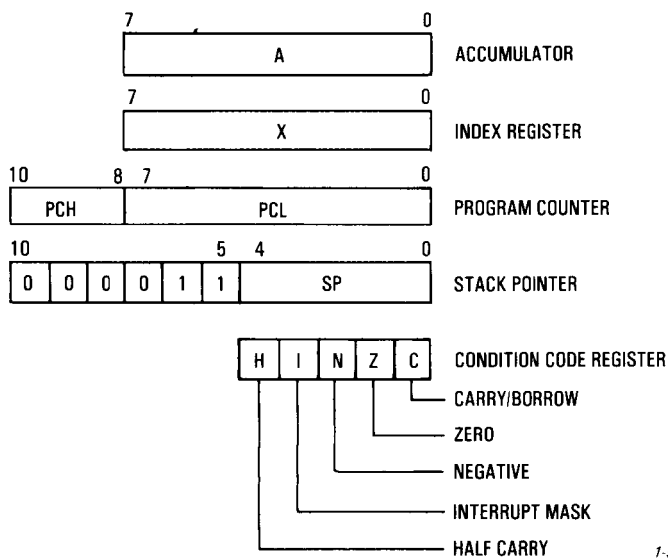 7 0
A ACCUMULATOR
7 0
X INDEX REGISTER
10 8 7 0
PCH PCL PROGRAM COUNTER
10 5 4 0
0 0 0 0 1 1 SP STACK POINTER
H I N Z C CONDITION CODE REGISTER
CARRY/BORROW
ZERO
NEGATIVE
INTERRUPT MASK
HALF CARRY